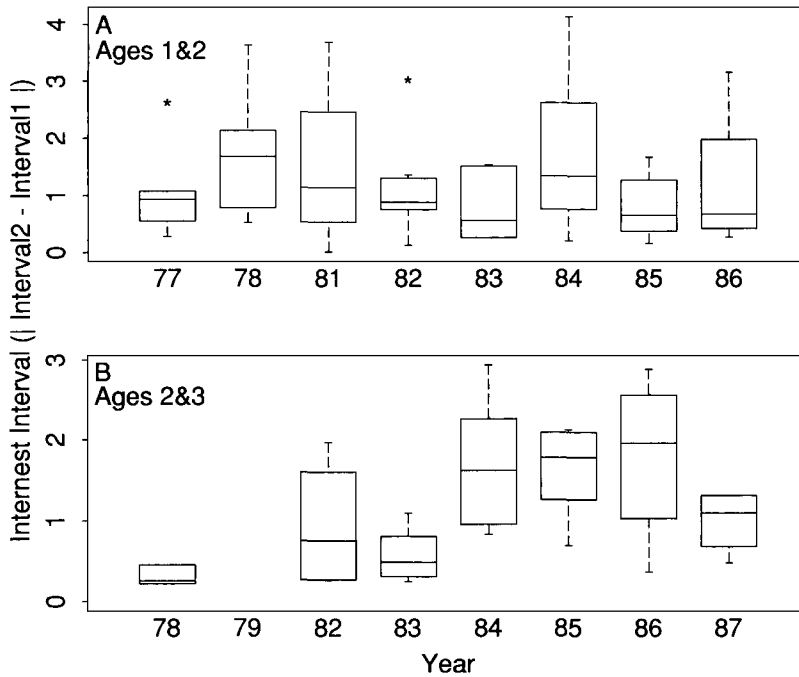 A
Ages 1&2
4
3
2
1
0
77 78 81 82 83 84 85 86
Internest Interval (| Interval2 - Interval1 |)
B
Ages 2&3
3
2
1
0
78 79 82 83 84 85 86 87
Year